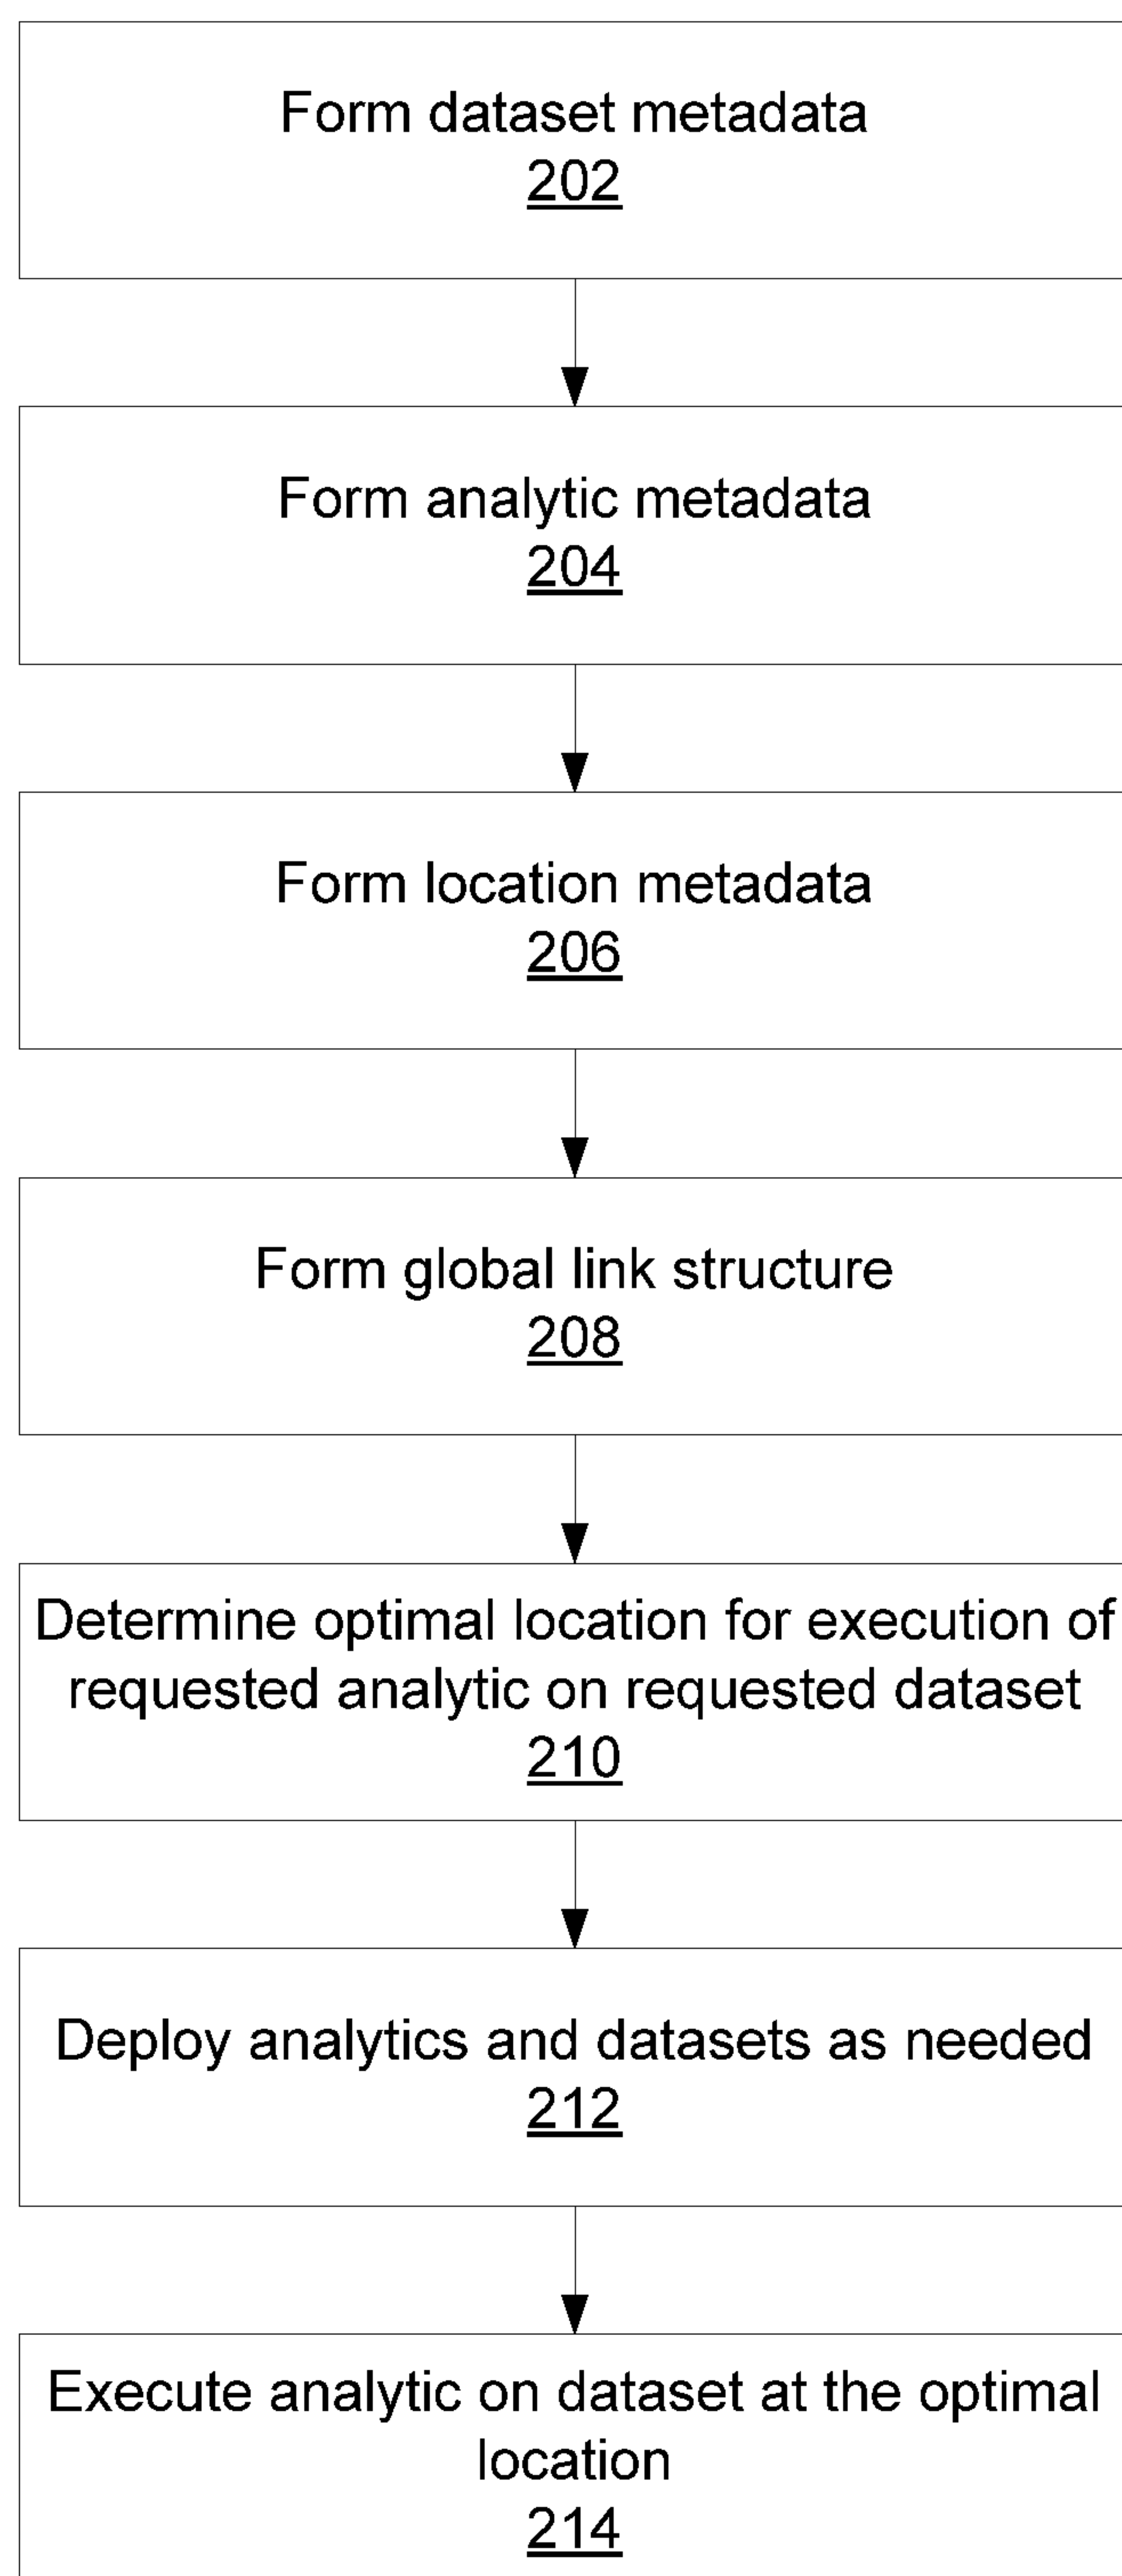 Form dataset metadata
202
Form analytic metadata
204
Form location metadata
206
Form global link structure
208
Determine optimal location for execution of
requested analytic on requested dataset
210
Deploy analytics and datasets as needed
212
Execute analytic on dataset at the optimal
location
214